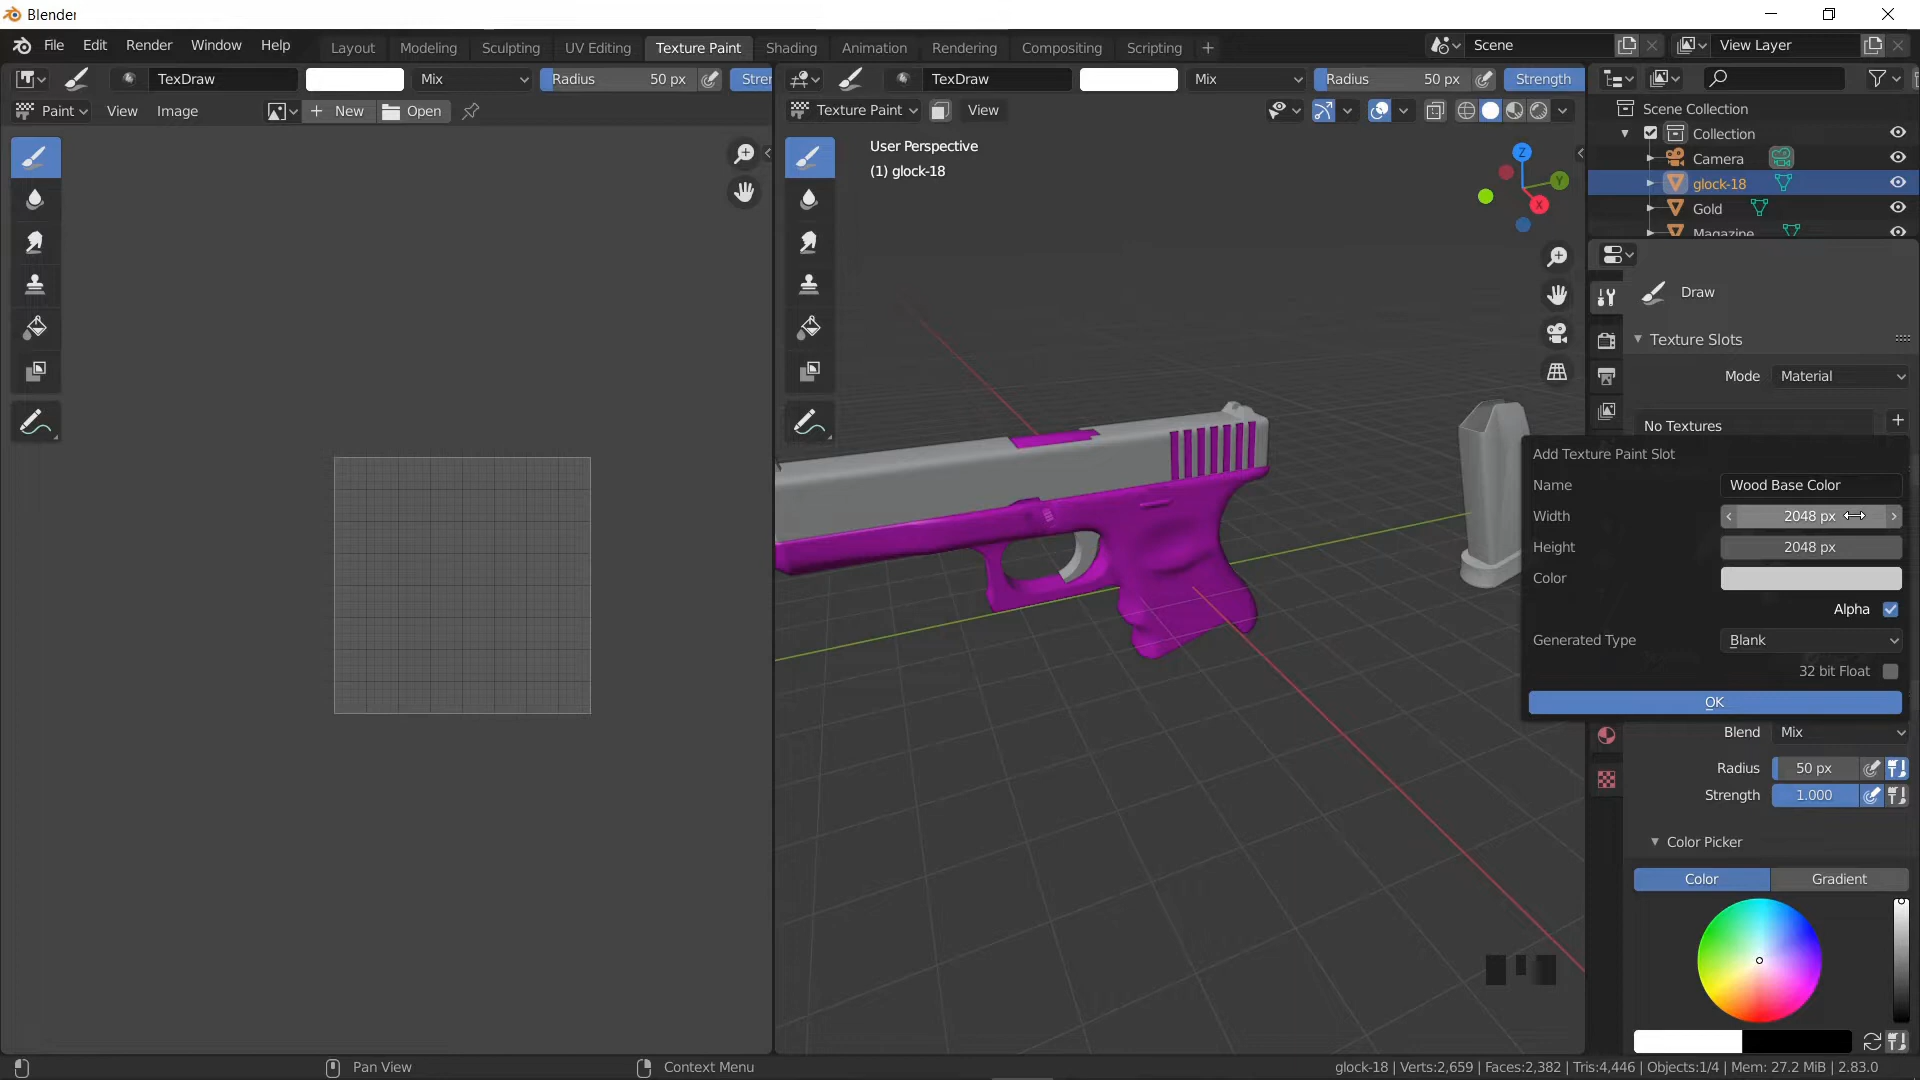 Blender
File Edit Render Window Help Layout Modeling Sculpting UV Editing Texture Paint Shading Animation Rendering Compositing Scripting + Scene View Layer
TexDraw Mix Radius 50 px Stren TexDraw Mix Radius 50 px Strength
Paint View Image + New Open Texture Paint View
User Perspective
(1) glock-18
Z
Y
X
Scene Collection
Collection
Camera
glock-18
Gold
Magazine
Draw
Texture Slots
Mode Material
No Textures
Add Texture Paint Slot
Name Wood Base Color
Width 2048 px
Height 2048 px
Color
Alpha
Generated Type Blank
32 bit Float
OK
Blend Mix
Radius 50 px
Strength 1.000
Color Picker
Color Gradient
Pan View Context Menu glock-18 | Verts:2,659 | Faces:2,382 | Tris:4,446 | Objects:1/4 | Mem: 27.2 MiB | 2.83.0